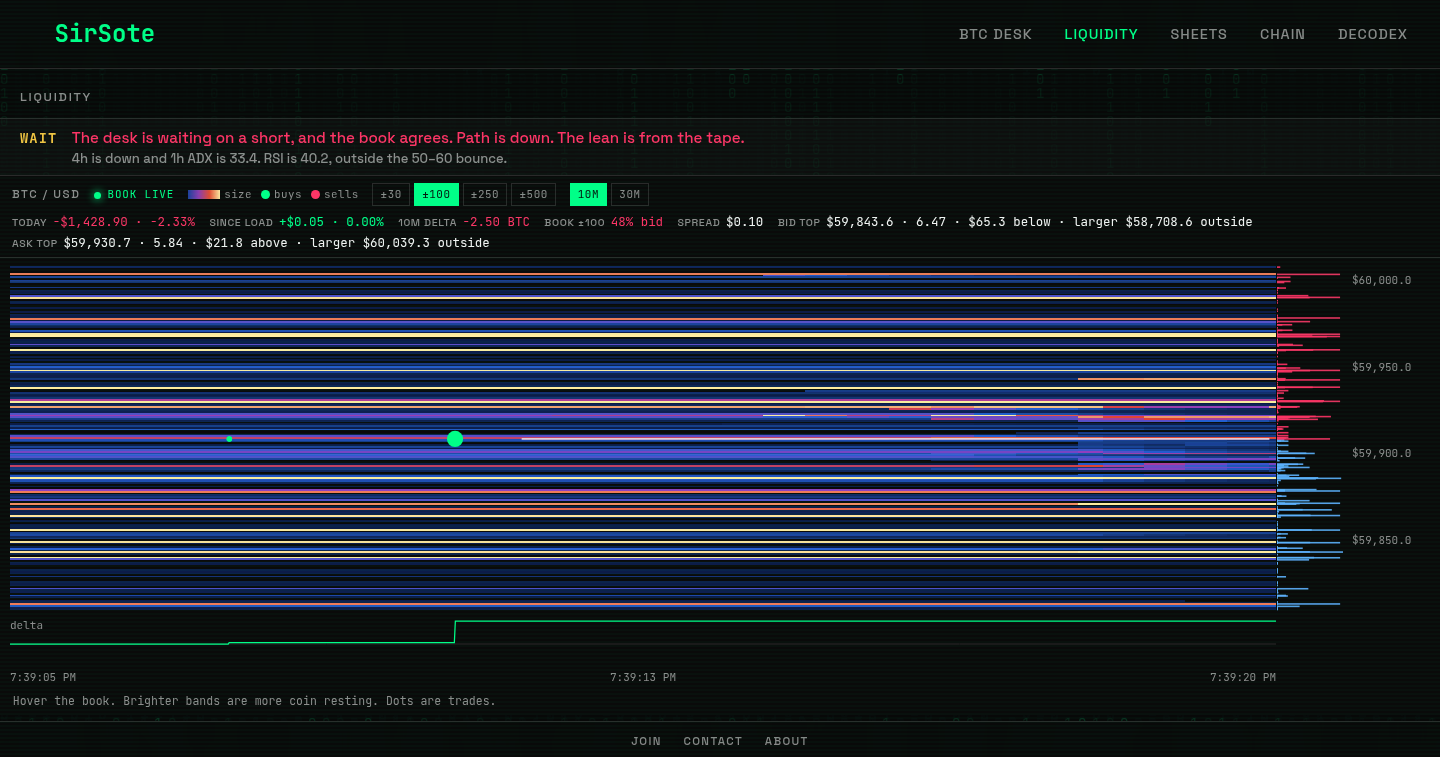 SirSote
BTC DESK LIQUIDITY SHEETS CHAIN DECODEX
LIQUIDITY
WAIT The desk is waiting on a short, and the book agrees. Path is down. The lean is from the tape.
4h is down and 1h ADX is 33.4. RSI is 40.2, outside the 50–60 bounce.
BTC / USD BOOK LIVE size buys sells ±30 ±100 ±250 ±500 10M 30M
TODAY -$1,428.90 · -2.33% SINCE LOAD +$0.05 · 0.00% 10M DELTA -2.50 BTC BOOK ±100 48% bid SPREAD $0.10 BID TOP $59,843.6 · 6.47 · $65.3 below · larger $58,708.6 outside
ASK TOP $59,930.7 · 5.84 · $21.8 above · larger $60,039.3 outside
$60,000.0
$59,950.0
$59,900.0
$59,850.0
delta
7:39:05 PM 7:39:13 PM 7:39:20 PM
Hover the book. Brighter bands are more coin resting. Dots are trades.
JOIN CONTACT ABOUT